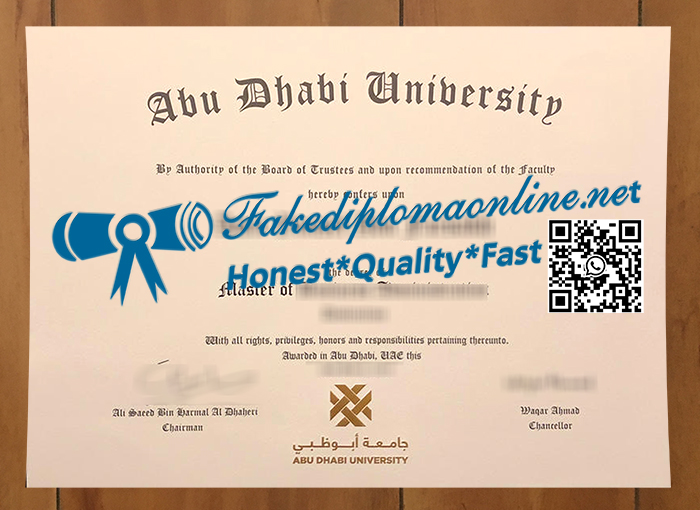 Abu Dhabi University
By Authority of the Board of Trustees and upon recommendation of the Faculty
hereby confers upon
Fakediplomaonline.net
Honest*Quality*Fast
the degree
Master of
With all rights, privileges, honors and responsibilities pertaining thereunto.
Awarded in Abu Dhabi, UAE this
Ali Saeed Bin Harmal Al Dhaheri
Chairman
Waqar Ahmad
Chancellor
جامعة أبوظبي
ABU DHABI UNIVERSITY